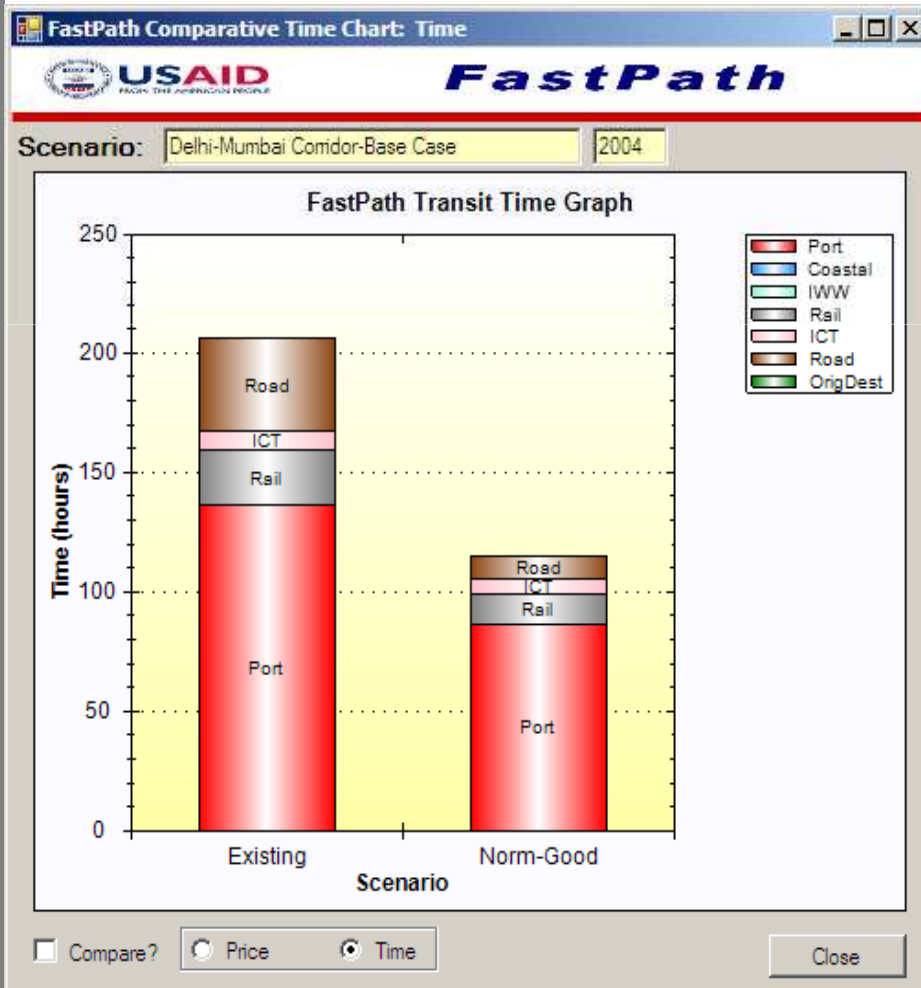 FastPath Comparative Time Chart: Time
USAID
FROM THE AMERICAN PEOPLE
FastPath
Scenario: Delhi-Mumbai Corridor-Base Case 2004
FastPath Transit Time Graph
250
200
150
100
50
0
Time (hours)
Road
ICT
Rail
Port
Road
ICT
Rail
Port
Existing Norm-Good
Scenario
Port
Coastal
IWW
Rail
ICT
Road
OrigDest
Compare? Price Time Close